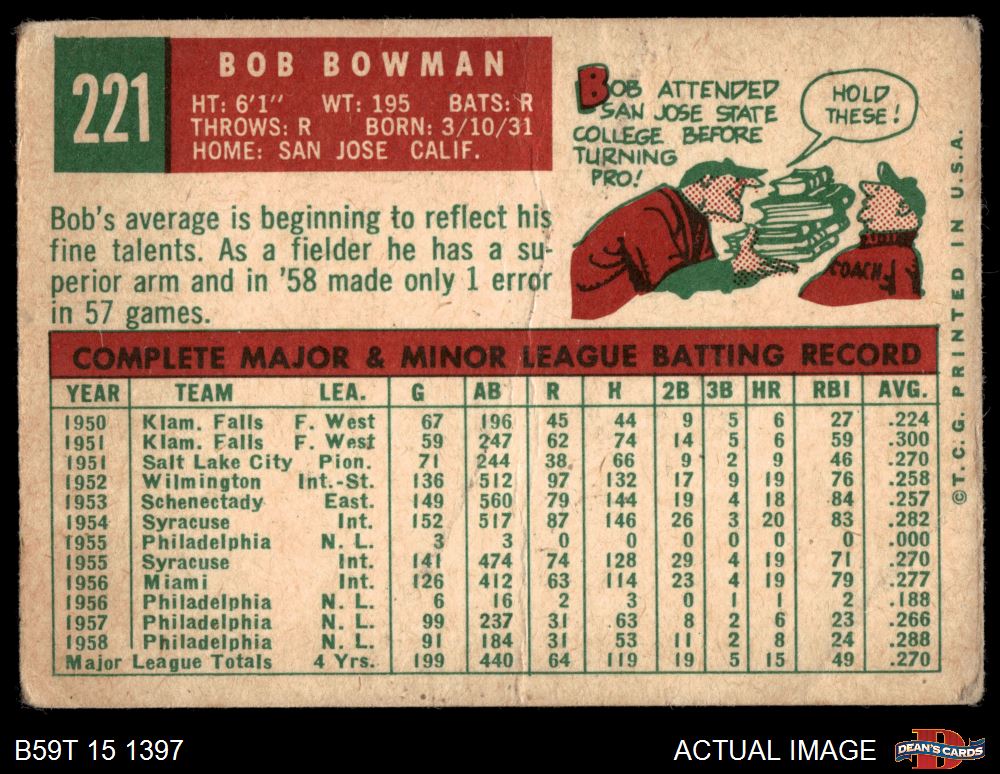 221
BOB BOWMAN
HT: 6'1" WT: 195 BATS: R
THROWS: R BORN: 3/10/31
HOME: SAN JOSE CALIF.
BOB ATTENDED
SAN JOSE STATE
COLLEGE BEFORE
TURNING
PRO!
HOLD
THESE!
COACH
Bob's average is beginning to reflect his
fine talents. As a fielder he has a su-
perior arm and in '58 made only 1 error
in 57 games.
COMPLETE MAJOR & MINOR LEAGUE BATTING RECORD
YEAR TEAM LEA. G AB R H 2B 3B HR RBI AVG.
1950 Klam. Falls F. West 67 196 45 44 9 5 6 27 .224
1951 Klam. Falls F. West 59 247 62 74 14 5 6 59 .300
1951 Salt Lake City Pion. 71 244 38 66 9 2 9 46 .270
1952 Wilmington Int.-St. 136 512 97 132 17 9 19 76 .258
1953 Schenectady East. 149 560 79 144 19 4 18 84 .257
1954 Syracuse Int. 152 517 87 146 26 3 20 83 .282
1955 Philadelphia N. L. 3 3 0 0 0 0 0 0 .000
1955 Syracuse Int. 141 474 74 128 29 4 19 71 .270
1956 Miami Int. 126 412 63 114 23 4 19 79 .277
1956 Philadelphia N. L. 6 16 2 3 0 1 1 2 .188
1957 Philadelphia N. L. 99 237 31 63 8 2 6 23 .266
1958 Philadelphia N. L. 91 184 31 53 11 2 8 24 .288
Major League Totals 4 Yrs. 199 440 64 119 19 5 15 49 .270
© T. C. G. PRINTED IN U.S.A.
B59T 15 1397
ACTUAL IMAGE
DEAN'S CARDS